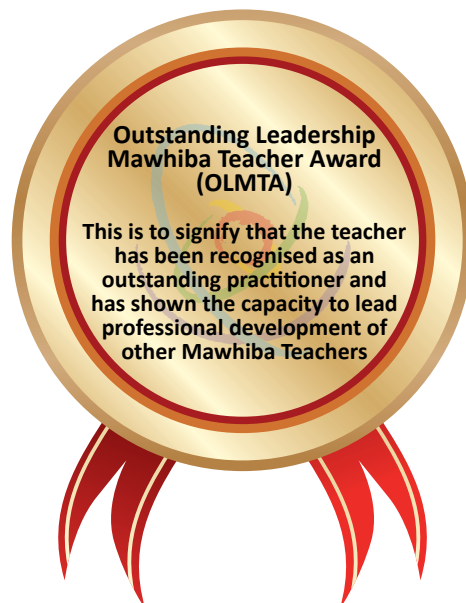 Outstanding Leadership
Mawhiba Teacher Award
(OLMTA)
This is to signify that the teacher
has been recognised as an
outstanding practitioner and
has shown the capacity to lead
professional development of
other Mawhiba Teachers